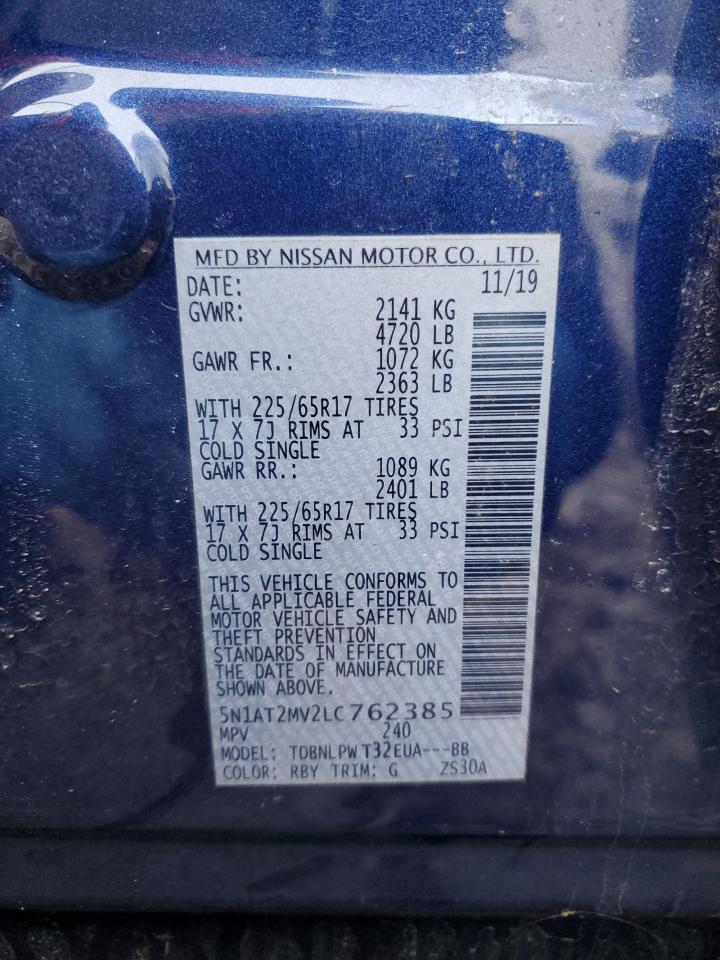 MFD BY NISSAN MOTOR CO., LTD.
DATE: 11/19
GVWR: 2141 KG
4720 LB
GAWR FR.: 1072 KG
2363 LB
WITH 225/65R17 TIRES
17 X 7J RIMS AT 33 PSI
COLD SINGLE
GAWR RR.: 1089 KG
2401 LB
WITH 225/65R17 TIRES
17 X 7J RIMS AT 33 PSI
COLD SINGLE
THIS VEHICLE CONFORMS TO
ALL APPLICABLE FEDERAL
MOTOR VEHICLE SAFETY AND
THEFT PREVENTION
STANDARDS IN EFFECT ON
THE DATE OF MANUFACTURE
SHOWN ABOVE.
5N1AT2MV2LC762385
MPV 240
MODEL: TDBNLPW T32EUA---BB
COLOR: RBY TRIM: G ZS30A